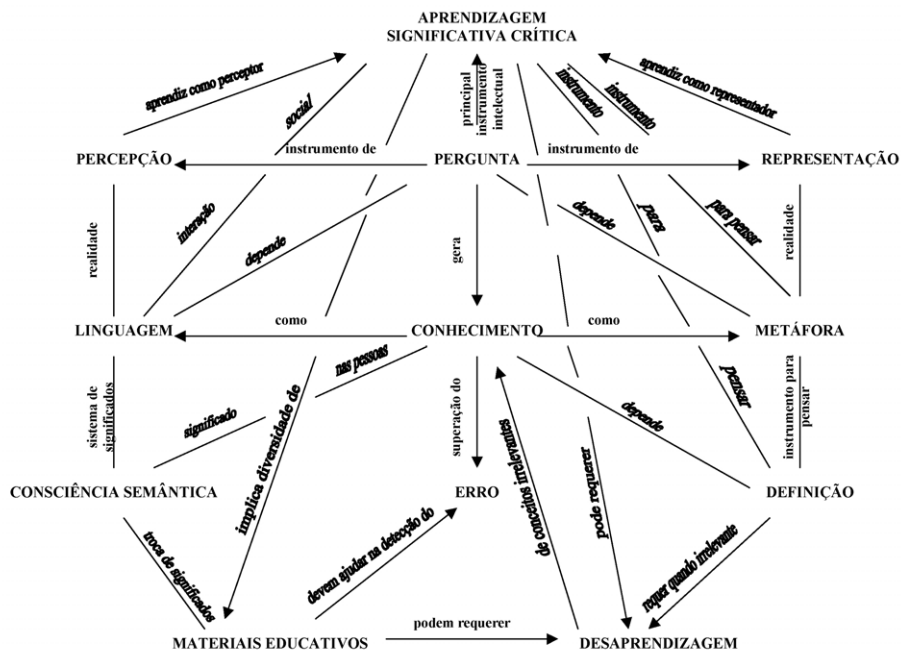 APRENDIZAGEM
SIGNIFICATIVA CRÍTICA
aprendiz como perceptor
social
principal
instrumento
intelectual
instrumento
instrumento
aprendiz como representador
PERCEPÇÃO
instrumento de
PERGUNTA
instrumento de
REPRESENTAÇÃO
realidade
interação
depende
gera
depende
para
para pensar
realidade
LINGUAGEM
como
CONHECIMENTO
como
METÁFORA
sistema de
significados
significado
nas pessoas
implica diversidade de
superação do
de conceitos irrelevantes
pode requerer
depende
pensar
instrumento para
pensar
CONSCIÊNCIA SEMÂNTICA
ERRO
DEFINIÇÃO
troca de significados
devem ajudar na detecção do
requer quando irrelevante
MATERIAIS EDUCATIVOS
podem requerer
DESAPRENDIZAGEM